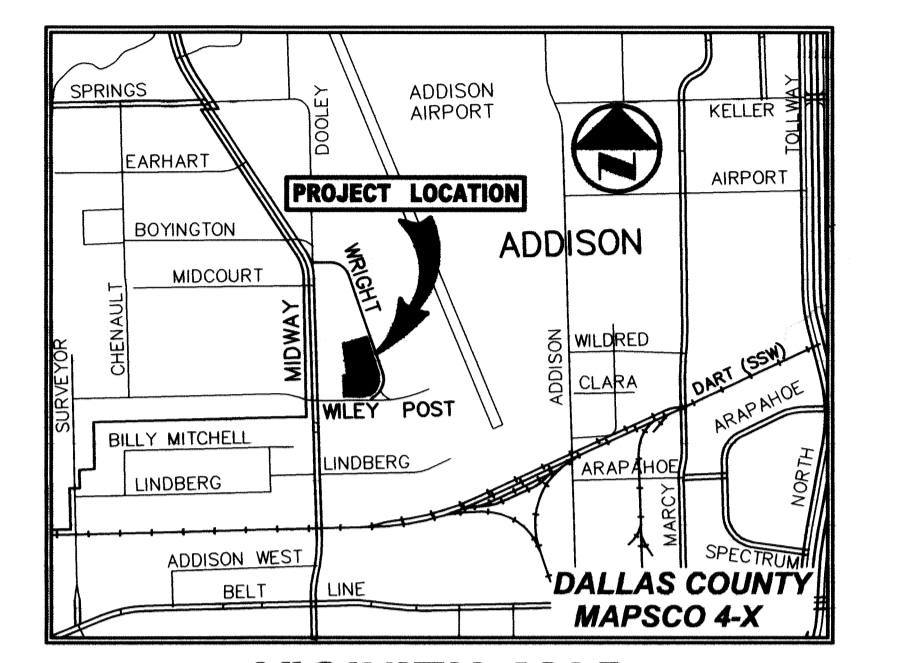 SPRINGS
DOOLEY
ADDISON
AIRPORT
KELLER
TOLLWAY
EARHART
N
AIRPORT
PROJECT LOCATION
BOYINGTON
ADDISON
WRIGHT
MIDCOURT
CHENAULT
MIDWAY
SURVEYOR
ADDISON
WILDRED
DART (SSW)
CLARA
ARAPAHOE
WILEY POST
BILLY MITCHELL
LINDBERG
ARAPAHOE
LINDBERG
NORTH
MARCY
ADDISON WEST
SPECTRUM
BELT LINE
DALLAS COUNTY
MAPSCO 4-X